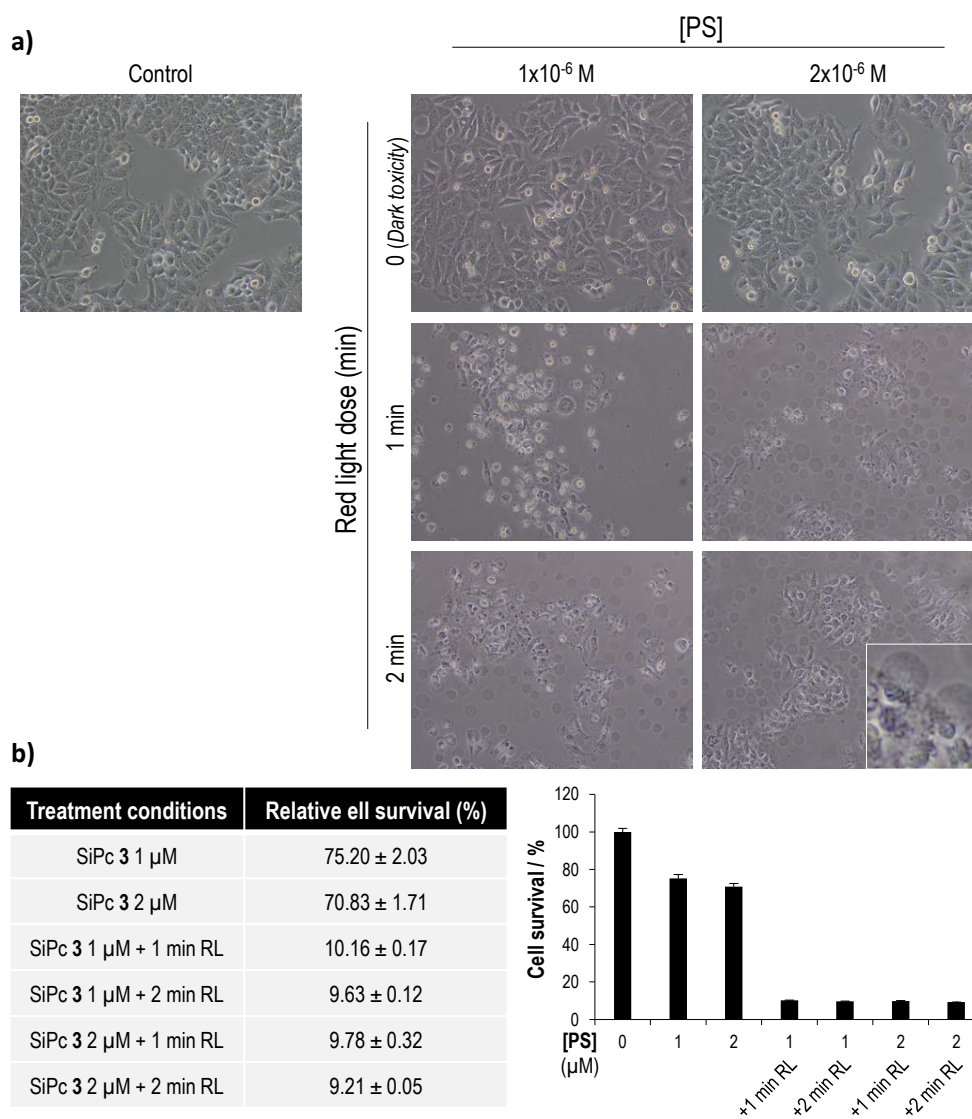 a)
[PS]
Control
1x10⁻⁶ M
2x10⁻⁶ M
Red light dose (min)
0 (Dark toxicity)
1 min
2 min
b)
Treatment conditions Relative ell survival (%)
SiPc 3 1 µM 75.20 ± 2.03
SiPc 3 2 µM 70.83 ± 1.71
SiPc 3 1 µM + 1 min RL 10.16 ± 0.17
SiPc 3 1 µM + 2 min RL 9.63 ± 0.12
SiPc 3 2 µM + 1 min RL 9.78 ± 0.32
SiPc 3 2 µM + 2 min RL 9.21 ± 0.05
Cell survival / %
120
100
80
60
40
20
0
[PS] 0 1 2 1 1 2 2
(µM) +1 min RL +2 min RL +1 min RL +2 min RL